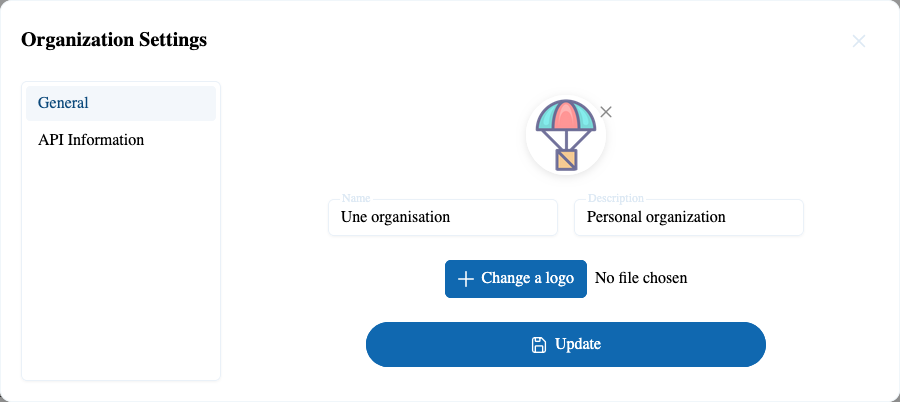 Organization Settings
General
API Information
Name
Une organisation
Description
Personal organization
Change a logo
No file chosen
Update